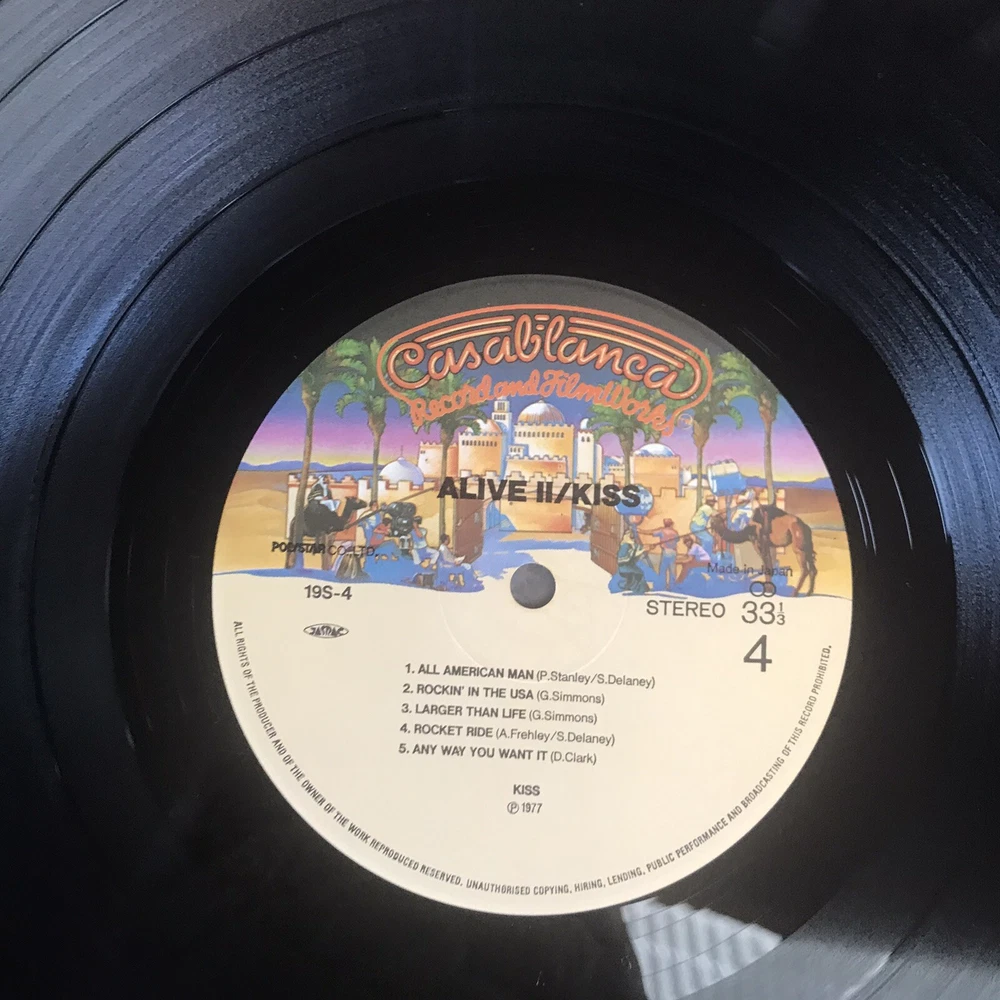 Casablanca
Record and FilmWorks
ALIVE II/KISS
POLYSTAR CO., LTD.
Made in Japan
19S-4
STEREO 33 1/3
JASRAC
4
1. ALL AMERICAN MAN (P.Stanley/S.Delaney)
2. ROCKIN' IN THE USA (G.Simmons)
3. LARGER THAN LIFE (G.Simmons)
4. ROCKET RIDE (A.Frehley/S.Delaney)
5. ANY WAY YOU WANT IT (D.Clark)
KISS
Ⓟ 1977
ALL RIGHTS OF THE PRODUCER AND OF THE OWNER OF THE WORK REPRODUCED RESERVED. UNAUTHORISED COPYING, HIRING, LENDING, PUBLIC PERFORMANCE AND BROADCASTING OF THIS RECORD PROHIBITED.